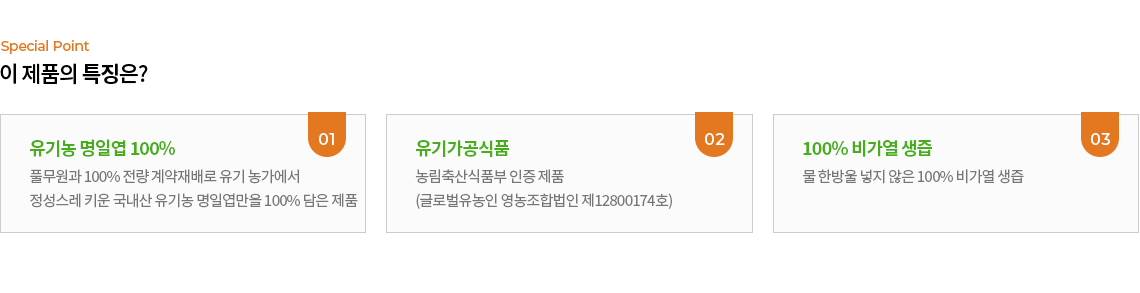 Special Point
이 제품의 특징은?
01
유기농 명일엽 100%
풀무원과 100% 전량 계약재배로 유기 농가에서
정성스레 키운 국내산 유기농 명일엽만을 100% 담은 제품
02
유기가공식품
농림축산식품부 인증 제품
(글로벌유농인 영농조합법인 제12800174호)
03
100% 비가열 생즙
물 한방울 넣지 않은 100% 비가열 생즙